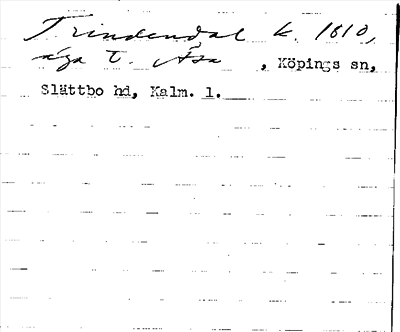 Trindendal k. 1810,
äga t. Åsa, Köpings sn,
Slättbo hd, Kalm. l.